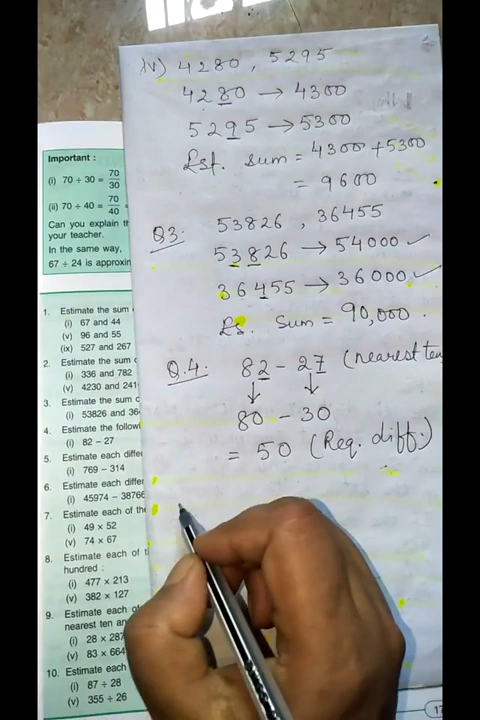 iv) 4280, 5295
4280 → 4300
5295 → 5300
Est. Sum = 4300 + 5300
= 9600
Q3: 53826, 36455
53826 → 54000 ✓
36455 → 36000 ✓
Es. Sum = 90,000
Q.4. 82 - 27 (nearest ten
80 - 30
= 50 (Req. diff.)
Important :
(i) 70 ÷ 30 = 70/30
(ii) 70 ÷ 40 = 70/40 =
Can you explain
your teacher.
In the same way,
67 ÷ 24 is approxin
1. Estimate the sum
(i) 67 and 44
(v) 96 and 55
(ix) 527 and 267
2. Estimate the sum
(i) 336 and 782
(v) 4230 and 241
3. Estimate the sum
(i) 53826 and 36
4. Estimate the follow
(i) 82 – 27
5. Estimate each differ
(i) 769 – 314
6. Estimate each differ
(i) 45974 – 38766
7. Estimate each of the
(i) 49 × 52
(v) 74 × 67
8. Estimate each of t
hundred :
(i) 477 × 213
(v) 382 × 127
9. Estimate each of
nearest ten an
(i) 28 × 287
(v) 83 × 664
10. Estimate each
(i) 87 ÷ 28
(v) 355 ÷ 26
17